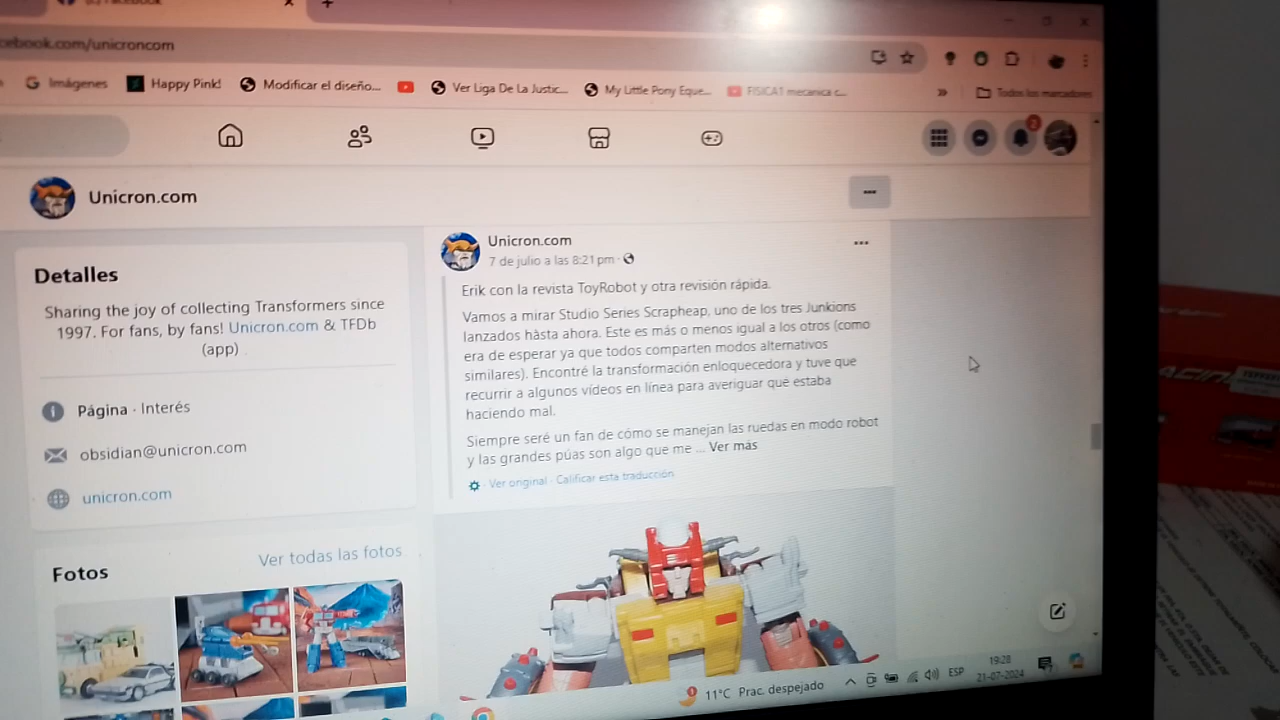 cebook.com/unicroncom
Imágenes
Happy Pink!
Modificar el diseño...
Ver Liga De La Justic...
My Little Pony Eque...
FISICA1 mecanica c...
»
Todos los marcadores
2
Unicron.com
Detalles
Sharing the joy of collecting Transformers since
1997. For fans, by fans! Unicron.com & TFDb
(app)
Página · Interés
obsidian@unicron.com
unicron.com
Fotos
Ver todas las fotos
Unicron.com
7 de julio a las 8:21 pm ·
Erik con la revista ToyRobot y otra revisión rápida.
Vamos a mirar Studio Series Scrapheap, uno de los tres Junkions
lanzados hasta ahora. Este es más o menos igual a los otros (como
era de esperar ya que todos comparten modos alternativos
similares). Encontré la transformación enloquecedora y tuve que
recurrir a algunos vídeos en línea para averiguar qué estaba
haciendo mal.
Siempre seré un fan de cómo se manejan las ruedas en modo robot
y las grandes púas son algo que me ... Ver más
· Ver original · Calificar esta traducción
1
11°C Prac. despejado
ESP
19:28
21-07-2024